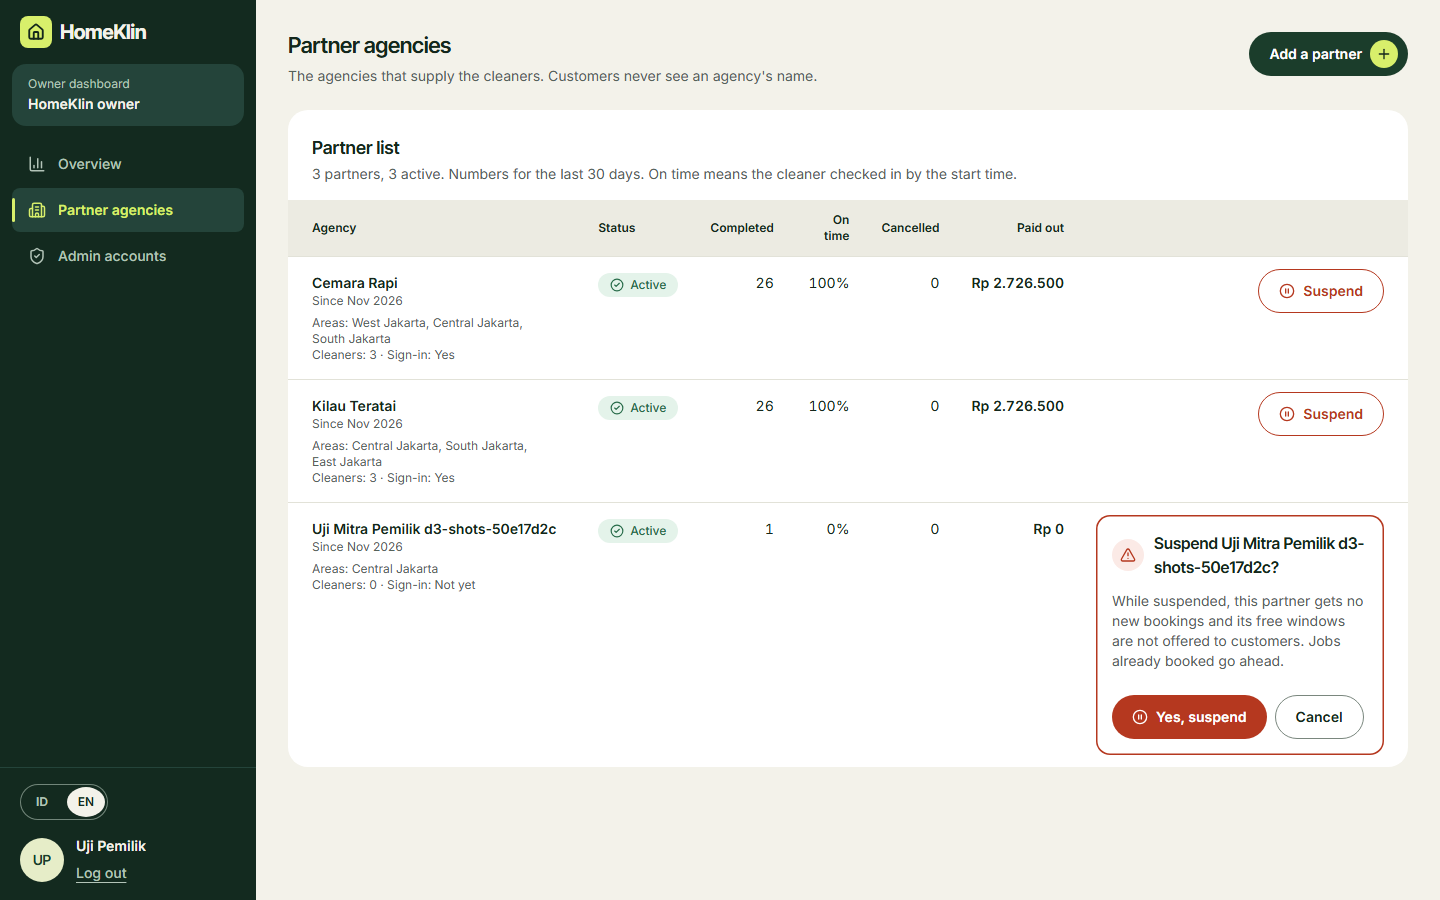 HomeKlin
Owner dashboard
HomeKlin owner
Overview
Partner agencies
Admin accounts
ID
EN
UP
Uji Pemilik
Log out
Partner agencies
The agencies that supply the cleaners. Customers never see an agency's name.
Add a partner
Partner list
3 partners, 3 active. Numbers for the last 30 days. On time means the cleaner checked in by the start time.
Agency Status Completed On time Cancelled Paid out
Cemara Rapi Active 26 100% 0 Rp 2.726.500 Suspend
Since Nov 2026
Areas: West Jakarta, Central Jakarta,
South Jakarta
Cleaners: 3 · Sign-in: Yes
Kilau Teratai Active 26 100% 0 Rp 2.726.500 Suspend
Since Nov 2026
Areas: Central Jakarta, South Jakarta,
East Jakarta
Cleaners: 3 · Sign-in: Yes
Uji Mitra Pemilik d3-shots-50e17d2c Active 1 0% 0 Rp 0
Since Nov 2026
Areas: Central Jakarta
Cleaners: 0 · Sign-in: Not yet
Suspend Uji Mitra Pemilik d3-
shots-50e17d2c?
While suspended, this partner gets no
new bookings and its free windows
are not offered to customers. Jobs
already booked go ahead.
Yes, suspend
Cancel